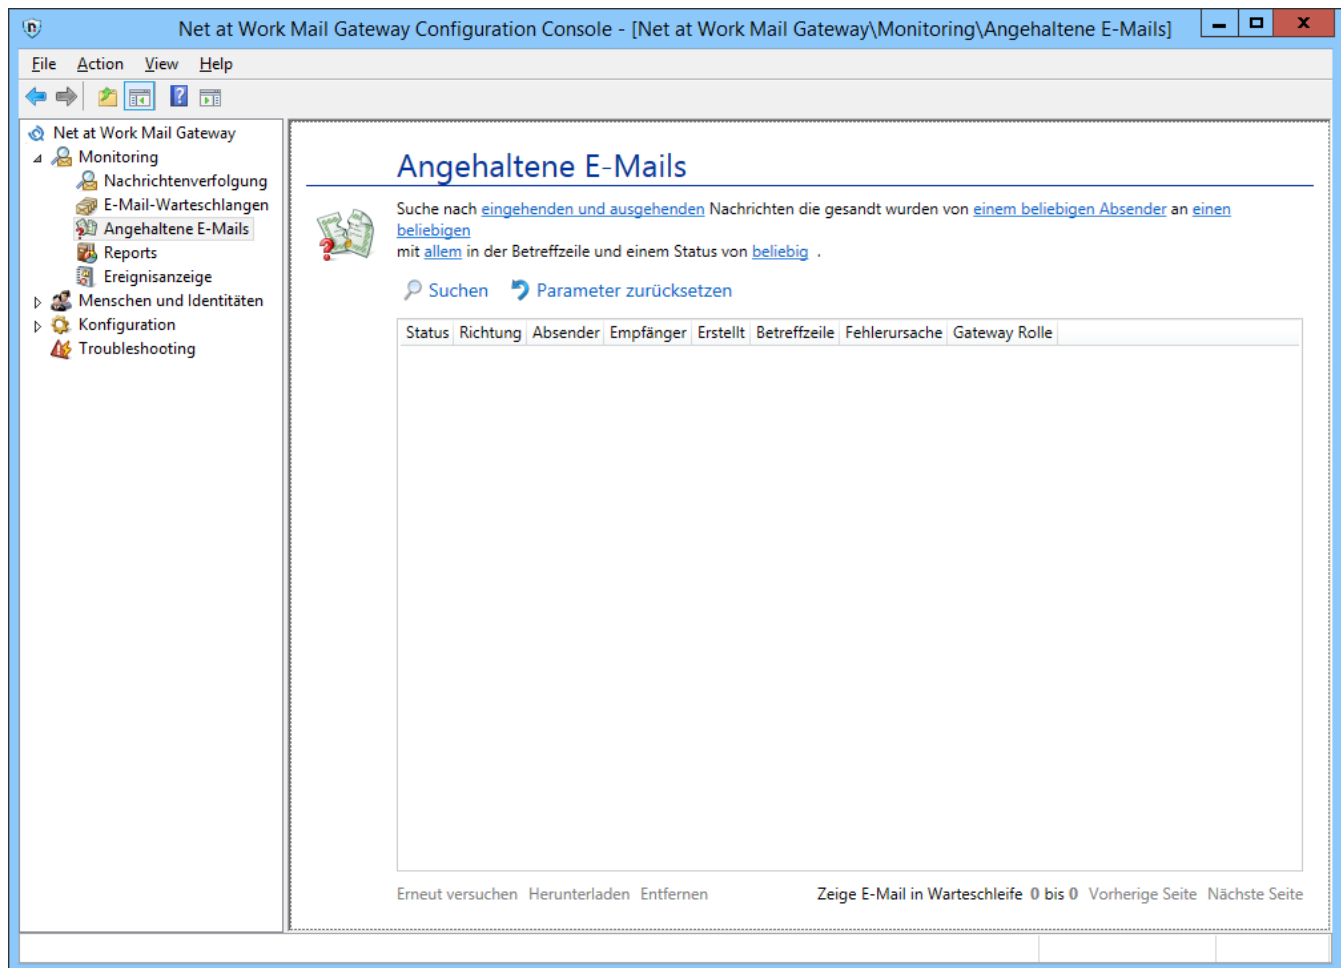 Net at Work Mail Gateway Configuration Console - [Net at Work Mail Gateway\Monitoring\Angehaltene E-Mails]
File Action View Help
Net at Work Mail Gateway
Monitoring
Nachrichtenverfolgung
E-Mail-Warteschlangen
Angehaltene E-Mails
Reports
Ereignisanzeige
Menschen und Identitäten
Konfiguration
Troubleshooting
Angehaltene E-Mails
Suche nach eingehenden und ausgehenden Nachrichten die gesandt wurden von einem beliebigen Absender an einen
beliebigen
mit allem in der Betreffzeile und einem Status von beliebig .
Suchen Parameter zurücksetzen
Status Richtung Absender Empfänger Erstellt Betreffzeile Fehlerursache Gateway Rolle
Erneut versuchen Herunterladen Entfernen Zeige E-Mail in Warteschleife 0 bis 0 Vorherige Seite Nächste Seite